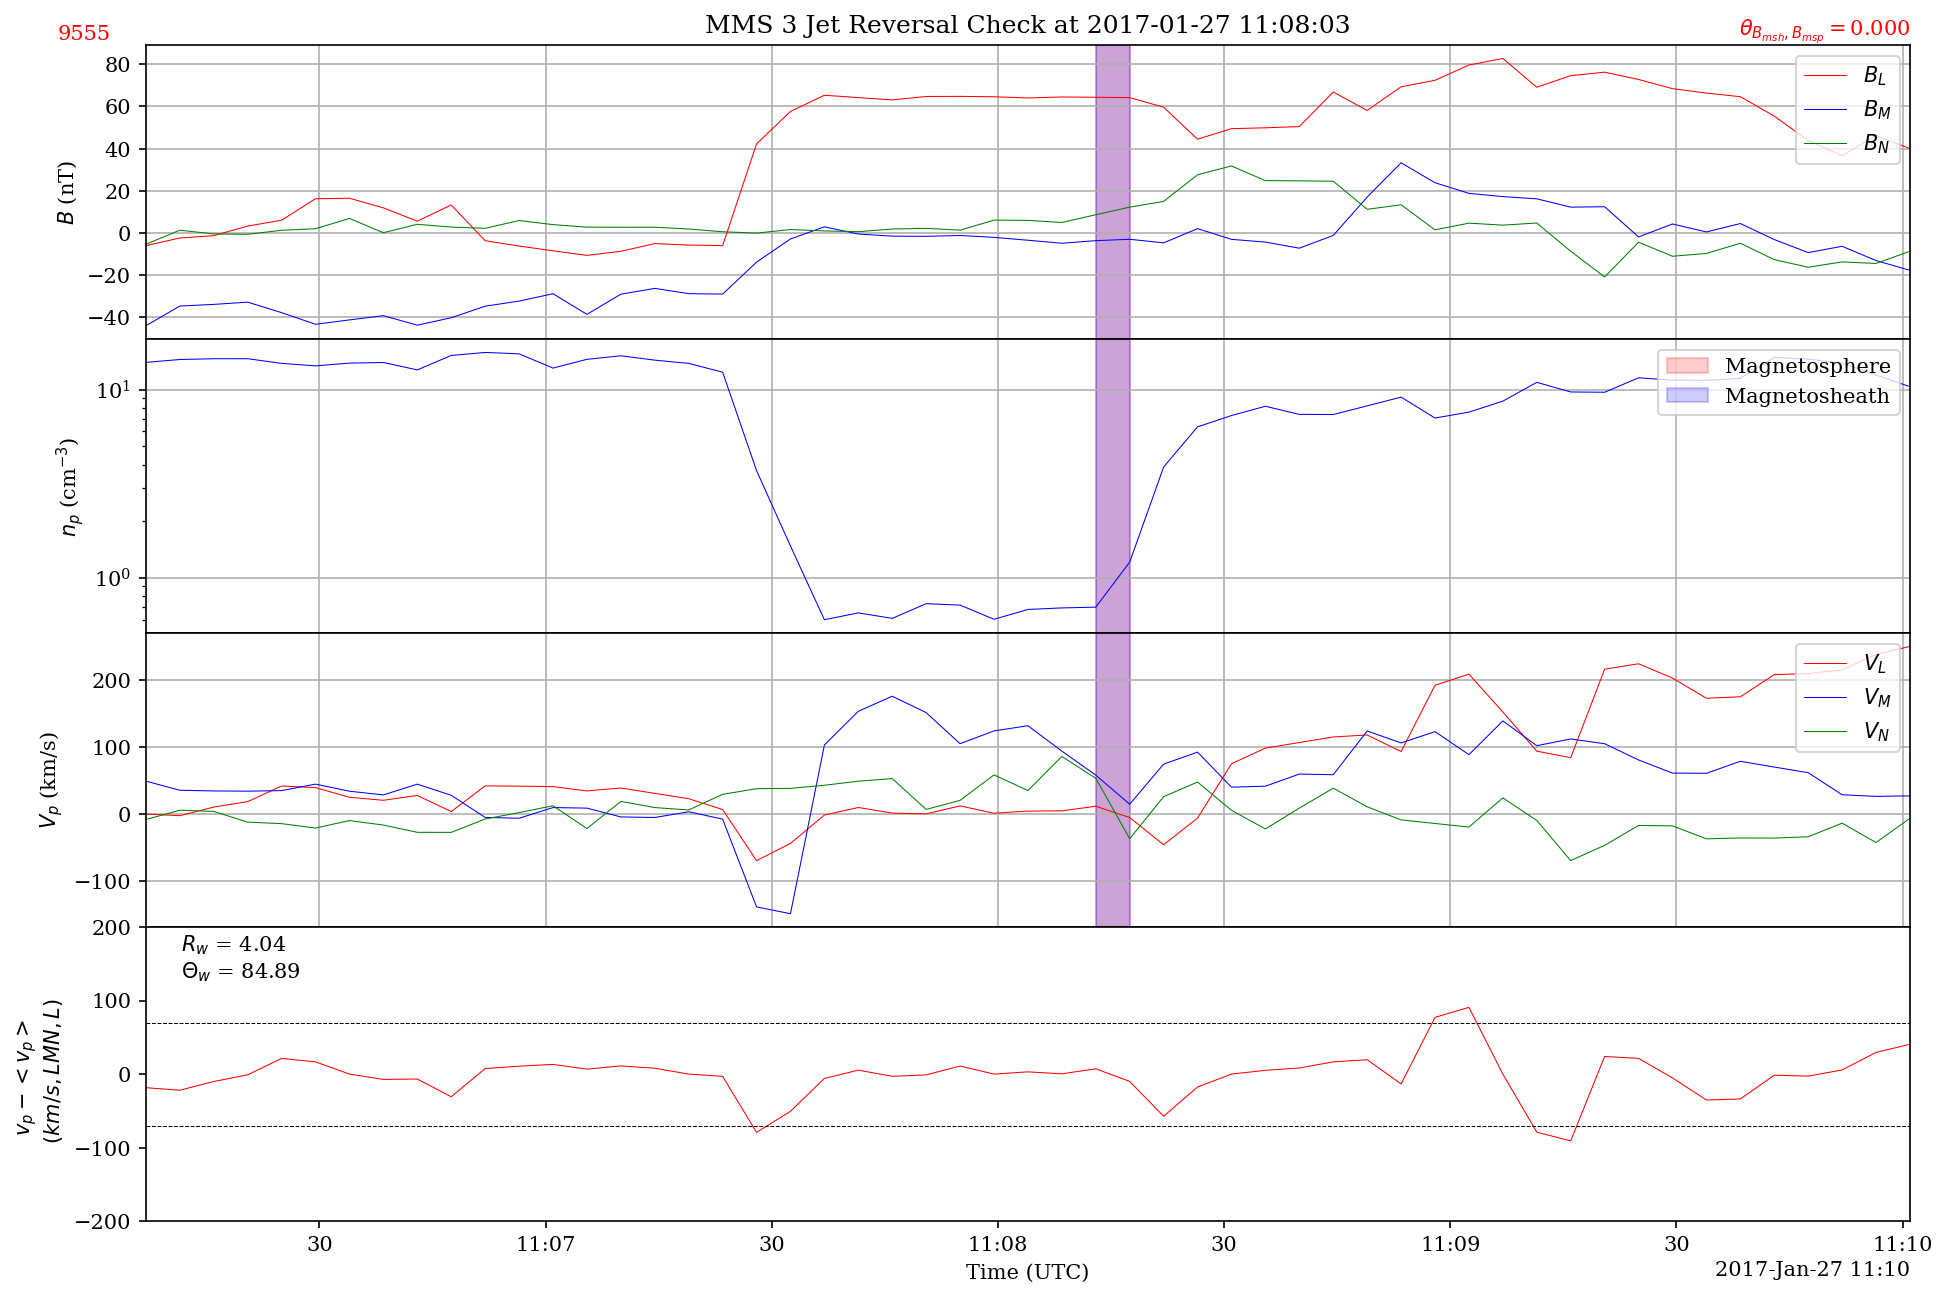 9555
MMS 3 Jet Reversal Check at 2017-01-27 11:08:03
θ_{B_{msh}, B_{msp}} = 0.000
B (nT)
80
60
40
20
0
−20
−40
B_L
B_M
B_N
n_p (cm^{−3})
10^1
10^0
Magnetosphere
Magnetosheath
V_p (km/s)
200
100
0
−100
V_L
V_M
V_N
v_p − <v_p>
(km/s, LMN, L)
200
100
0
−100
−200
R_w = 4.04
Θ_w = 84.89
30
11:07
30
11:08
30
11:09
30
11:10
Time (UTC)
2017-Jan-27 11:10